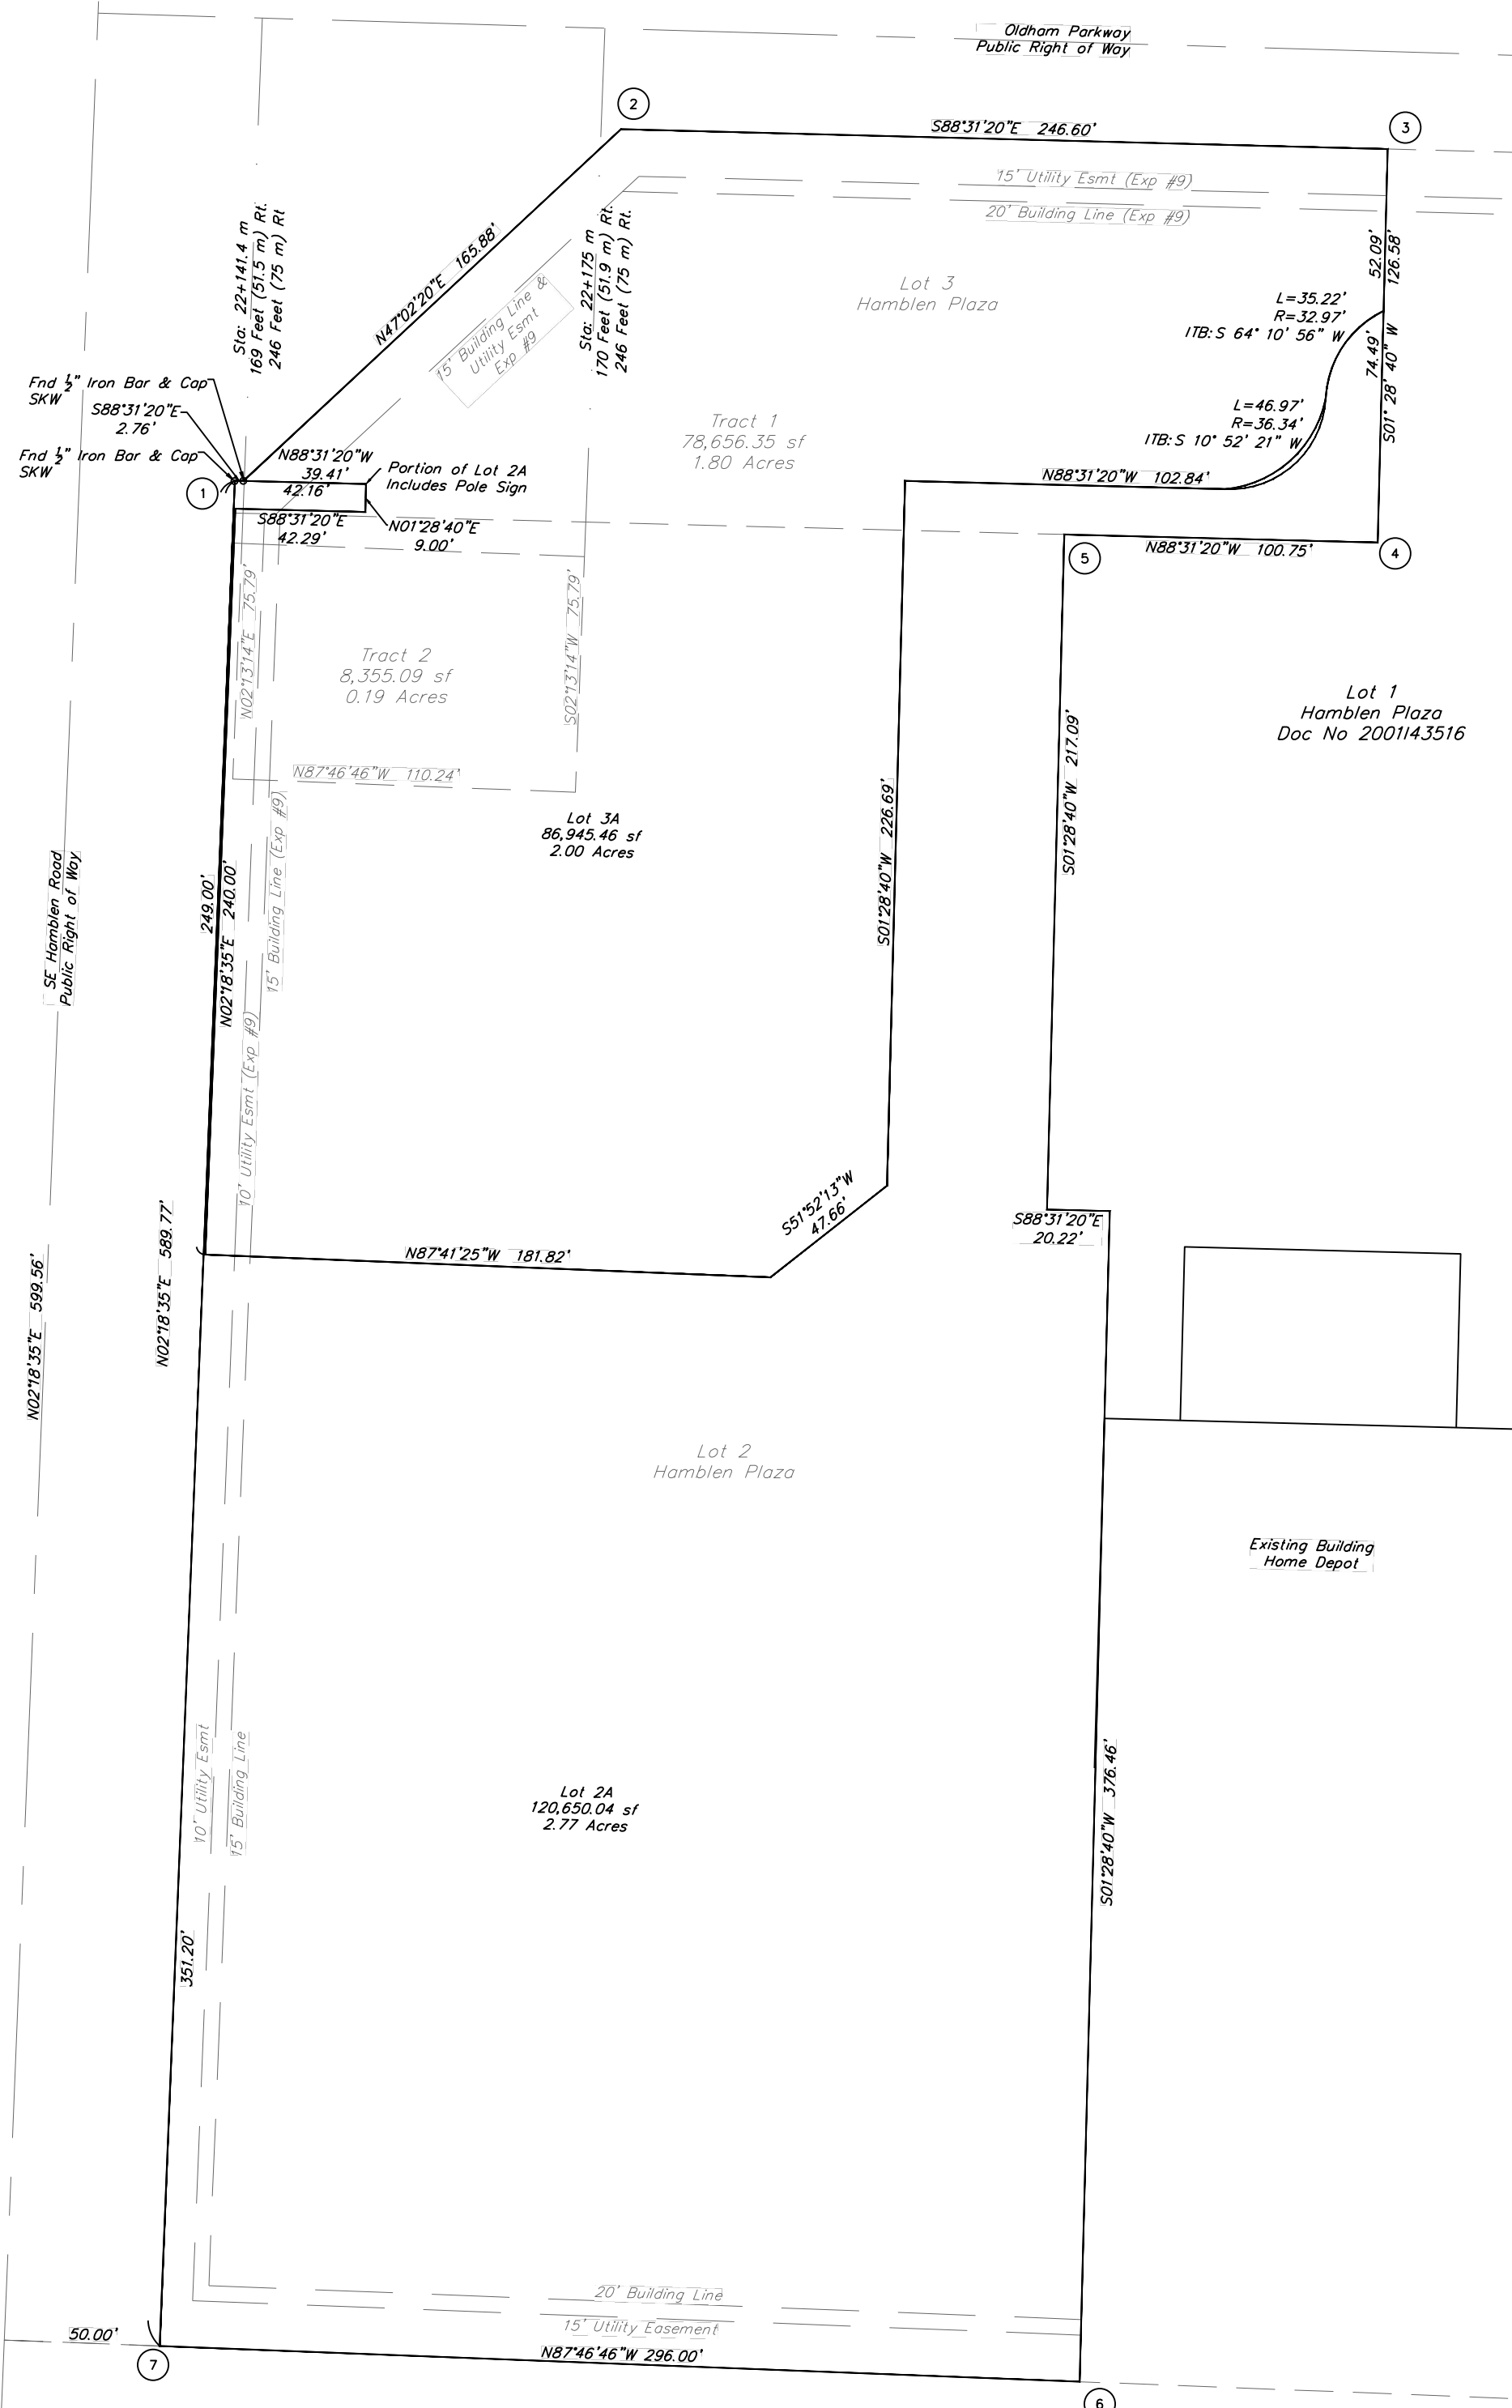 Oldham Parkway
Public Right of Way
2
3
S88°31'20"E 246.60'
15' Utility Esmt (Exp #9)
20' Building Line (Exp #9)
N47°02'20"E 165.88'
Sta: 22+141.4 m
169 Feet (51.5 m) Rt.
246 Feet (75 m) Rt
15' Building Line &
Utility Esmt
Exp #9
Sta: 22+175 m
170 Feet (51.9 m) Rt.
246 Feet (75 m) Rt.
Lot 3
Hamblen Plaza
52.09'
126.58'
L=35.22'
R=32.97'
ITB: S 64° 10' 56" W
74.49'
S01° 28' 40" W
L=46.97'
R=36.34'
ITB: S 10° 52' 21" W
Fnd ½" Iron Bar & Cap
SKW
S88°31'20"E
2.76'
Fnd ½" Iron Bar & Cap
SKW
1
N88°31'20"W
39.41'
42.16'
Portion of Lot 2A
Includes Pole Sign
S88°31'20"E
42.29'
N01°28'40"E
9.00'
Tract 1
78,656.35 sf
1.80 Acres
N88°31'20"W 102.84'
N88°31'20"W 100.75'
4
5
N02°13'14"E 75.79'
S02°13'14"W 75.79'
Tract 2
8,355.09 sf
0.19 Acres
N87°46'46"W 110.24'
Lot 1
Hamblen Plaza
Doc No 2001I43516
S01°28'40"W 217.09'
S01°28'40"W 226.69'
Lot 3A
86,945.46 sf
2.00 Acres
SE Hamblen Road
Public Right of Way
249.00'
N02°18'35"E 240.00'
15' Building Line (Exp #9)
10' Utility Esmt (Exp #9)
S51°52'13"W
47.66'
S88°31'20"E
20.22'
N87°41'25"W 181.82'
N02°18'35"E 589.77'
N02°18'35"E 599.56'
Lot 2
Hamblen Plaza
Existing Building
Home Depot
Lot 2A
120,650.04 sf
2.77 Acres
10' Utility Esmt
15' Building Line
S01°28'40"W 376.46'
351.20'
20' Building Line
15' Utility Easement
N87°46'46"W 296.00'
50.00'
7
6